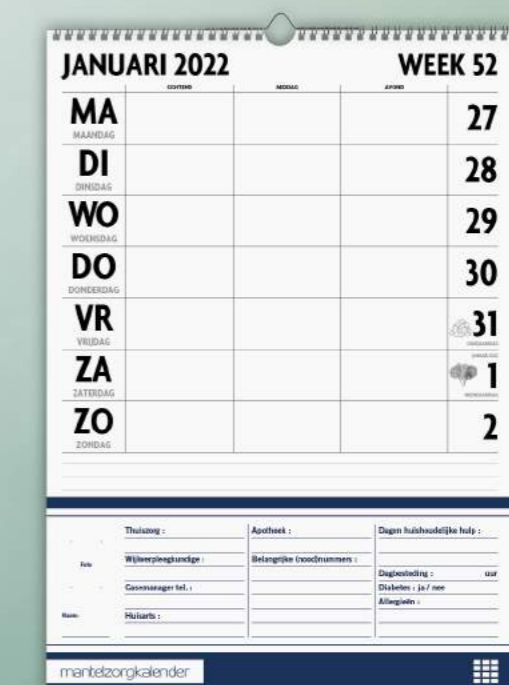 JANUARI 2022 WEEK 52
OCHTEND MIDDAG AVOND
MA 27
MAANDAG
DI 28
DINSDAG
WO 29
WOENSDAG
DO 30
DONDERDAG
VR 31
VRIJDAG OUDJAARSDAG
ZA 1
ZATERDAG NIEUWJAARSDAG
ZO 2
ZONDAG
Thuiszorg : Apotheek : Dagen huishoudelijke hulp :
Foto Wijkverpleegkundige : Belangrijke (nood)nummers :
Dagbesteding : uur
Casemanager tel. : Diabetes : ja / nee
Allergieën :
Naam: Huisarts :
mantelzorgkalender